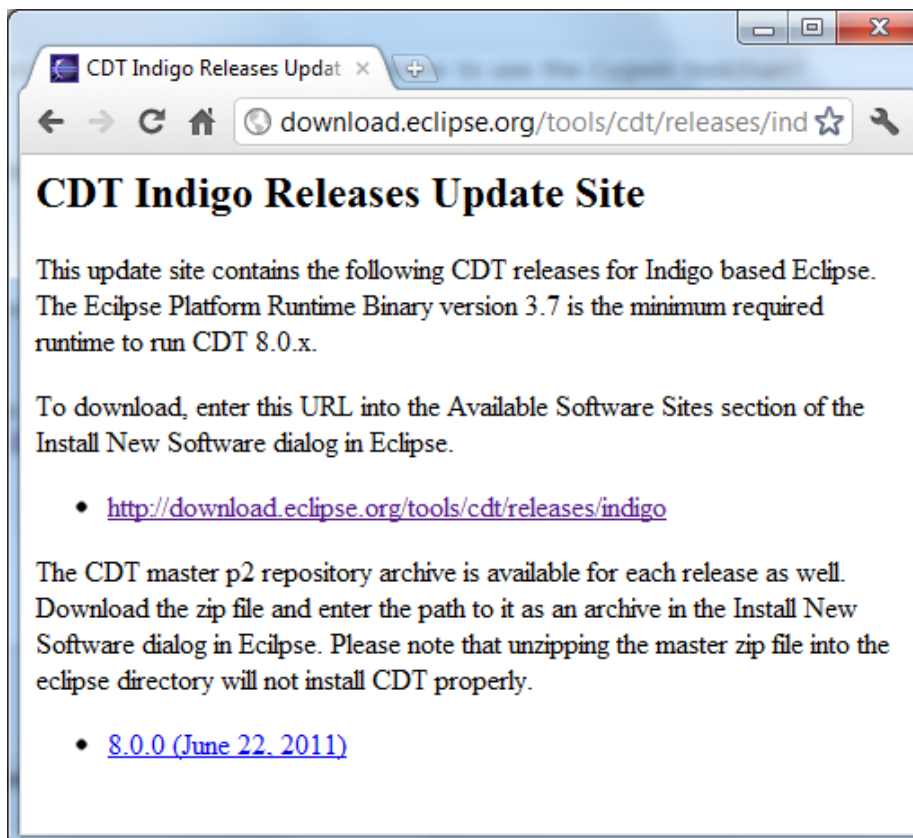 CDT Indigo Releases Updat
download.eclipse.org/tools/cdt/releases/ind
CDT Indigo Releases Update Site
This update site contains the following CDT releases for Indigo based Eclipse.
The Ecilpse Platform Runtime Binary version 3.7 is the minimum required
runtime to run CDT 8.0.x.
To download, enter this URL into the Available Software Sites section of the
Install New Software dialog in Eclipse.
• http://download.eclipse.org/tools/cdt/releases/indigo
The CDT master p2 repository archive is available for each release as well.
Download the zip file and enter the path to it as an archive in the Install New
Software dialog in Ecilpse. Please note that unzipping the master zip file into the
eclipse directory will not install CDT properly.
• 8.0.0 (June 22, 2011)